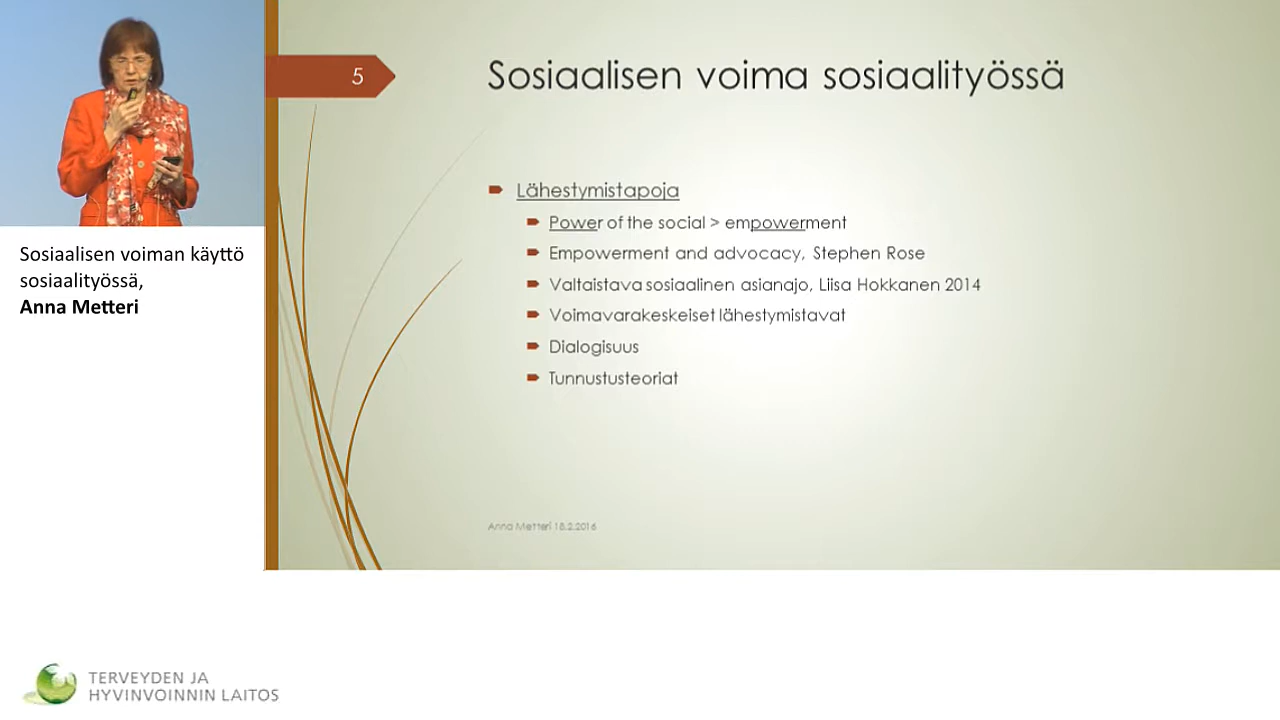 Sosiaalisen voiman käyttö
sosiaalityössä,
Anna Metteri
5
Sosiaalisen voima sosiaalityössä
Lähestymistapoja
Power of the social > empowerment
Empowerment and advocacy, Stephen Rose
Valtaistava sosiaalinen asianajo, Liisa Hokkanen 2014
Voimavarakeskeiset lähestymistavat
Dialogisuus
Tunnustusteoriat
Anna Metteri 18.2.2016
TERVEYDEN JA
HYVINVOINNIN LAITOS